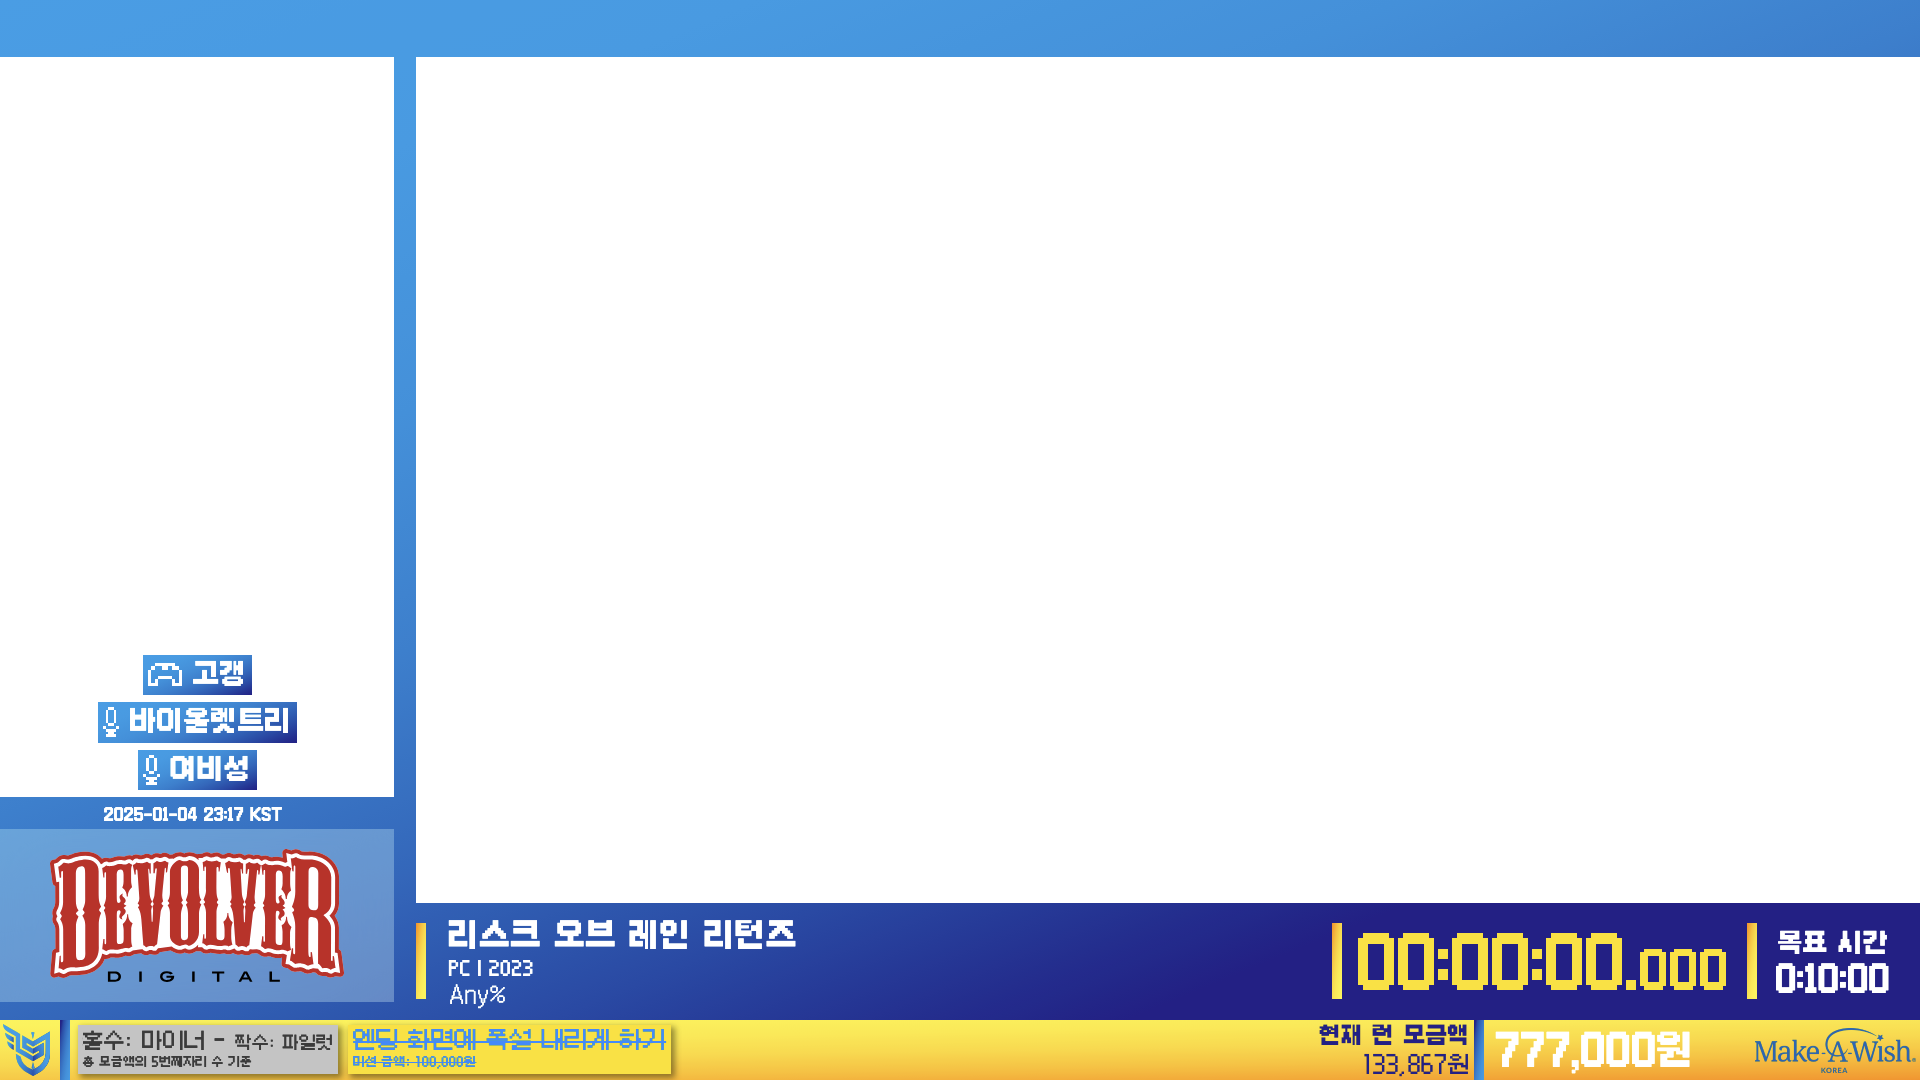 고갱
바이올렛트리
여비성
2025-01-04 23:17 KST
DEVOLVER
DIGITAL
리스크 오브 레인 리턴즈
PC | 2023
Any%
00:00:00.000
목표 시간
0:10:00
홀수: 마이너 - 짝수: 파일럿
총 모금액의 5번째자리 수 기준
엔딩 화면에 폭설 내리게 하기
미션 금액: 100,000원
현재 런 모금액
133,867원
777,000원
Make-A-Wish®
KOREA